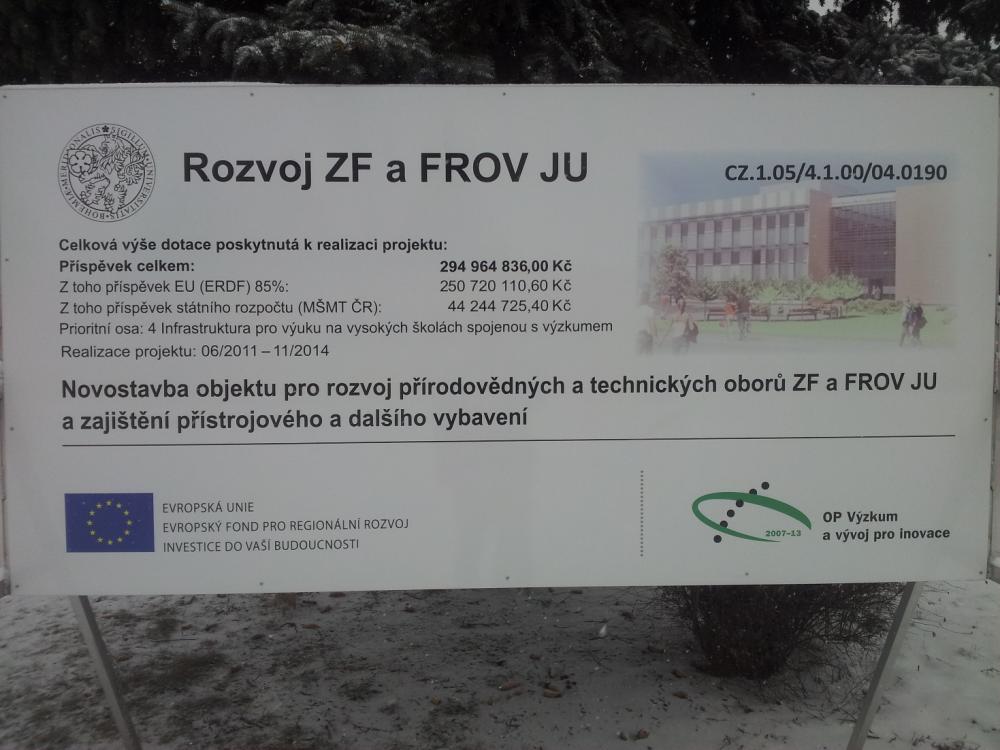 SIGILLUM UNIVERSITATIS BOHEMIAE MERIDIONALIS
Rozvoj ZF a FROV JU
CZ.1.05/4.1.00/04.0190
Celková výše dotace poskytnutá k realizaci projektu:
Příspěvek celkem: 294 964 836,00 Kč
Z toho příspěvek EU (ERDF) 85%: 250 720 110,60 Kč
Z toho příspěvek státního rozpočtu (MŠMT ČR): 44 244 725,40 Kč
Prioritní osa: 4 Infrastruktura pro výuku na vysokých školách spojenou s výzkumem
Realizace projektu: 06/2011 – 11/2014
Novostavba objektu pro rozvoj přírodovědných a technických oborů ZF a FROV JU
a zajištění přístrojového a dalšího vybavení
EVROPSKÁ UNIE
EVROPSKÝ FOND PRO REGIONÁLNÍ ROZVOJ
INVESTICE DO VAŠÍ BUDOUCNOSTI
2007–13
OP Výzkum
a vývoj pro inovace